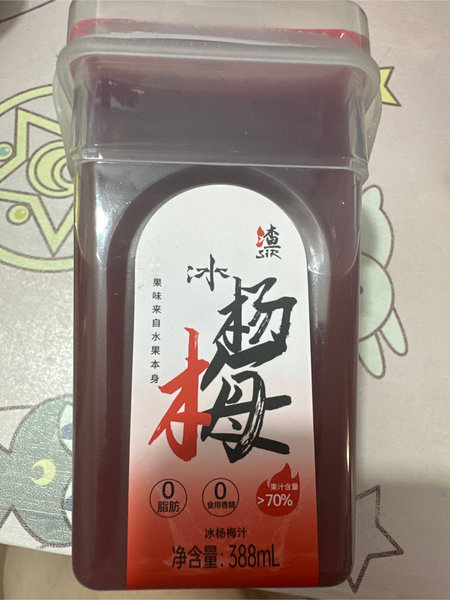 渣
SIR
冰
杨
梅
果味来自水果本身
0
脂肪
0
食用香精
果汁含量
>70%
冰杨梅汁
净含量: 388mL